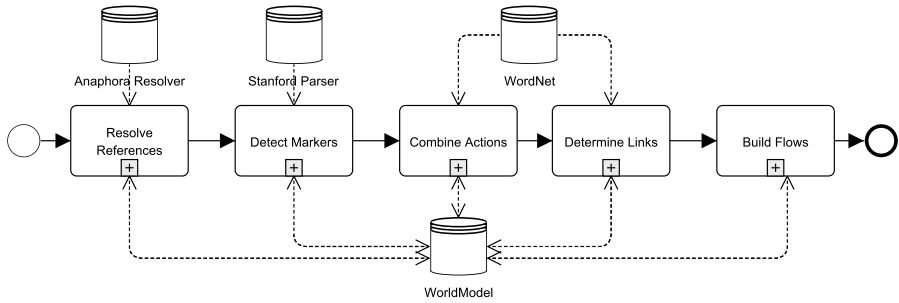 Anaphora Resolver
Stanford Parser
WordNet
Resolve
References
Detect Markers
Combine Actions
Determine Links
Build Flows
WorldModel